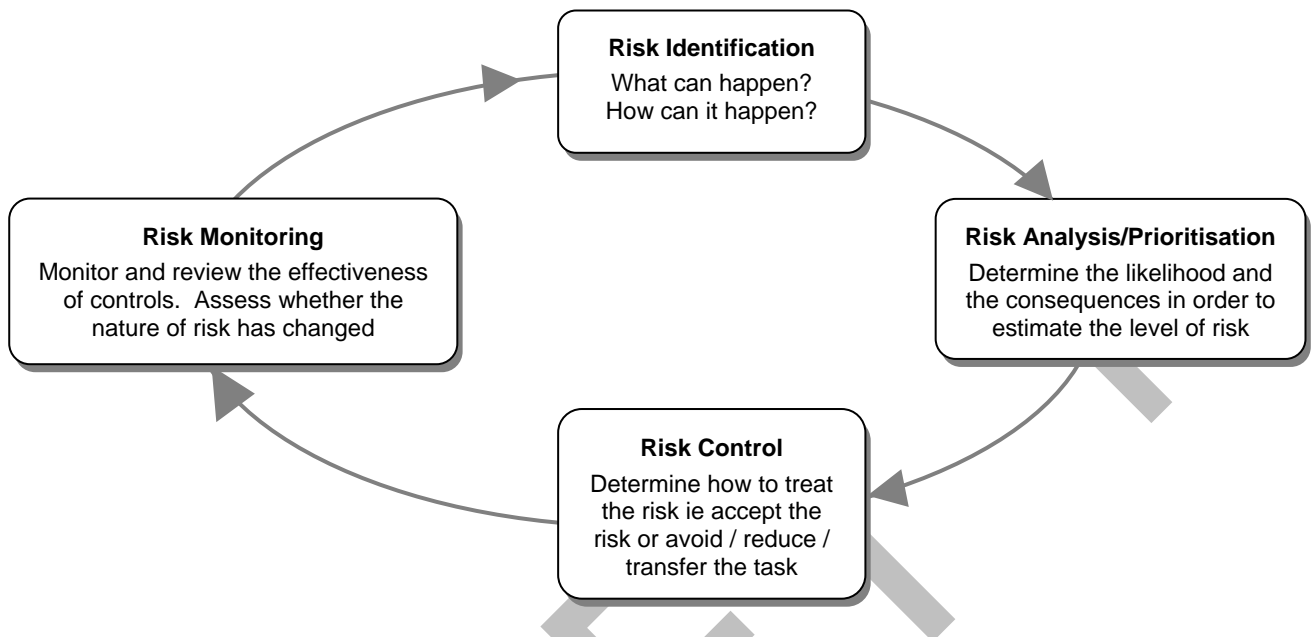 Risk Identification
What can happen?
How can it happen?
Risk Analysis/Prioritisation
Determine the likelihood and
the consequences in order to
estimate the level of risk
Risk Control
Determine how to treat
the risk ie accept the
risk or avoid / reduce /
transfer the task
Risk Monitoring
Monitor and review the effectiveness
of controls.  Assess whether the
nature of risk has changed